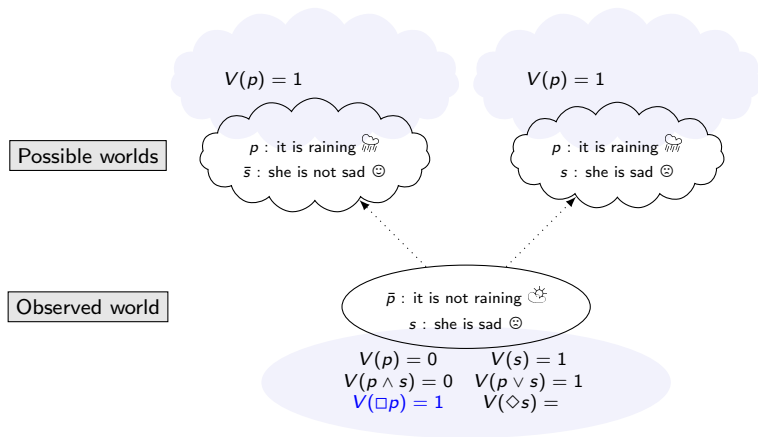 V(p) = 1
V(p) = 1
Possible worlds
p : it is raining
s̄ : she is not sad
p : it is raining
s : she is sad
Observed world
p̄ : it is not raining
s : she is sad
V(p) = 0 V(s) = 1
V(p ∧ s) = 0 V(p ∨ s) = 1
V(□p) = 1 V(◇s) =